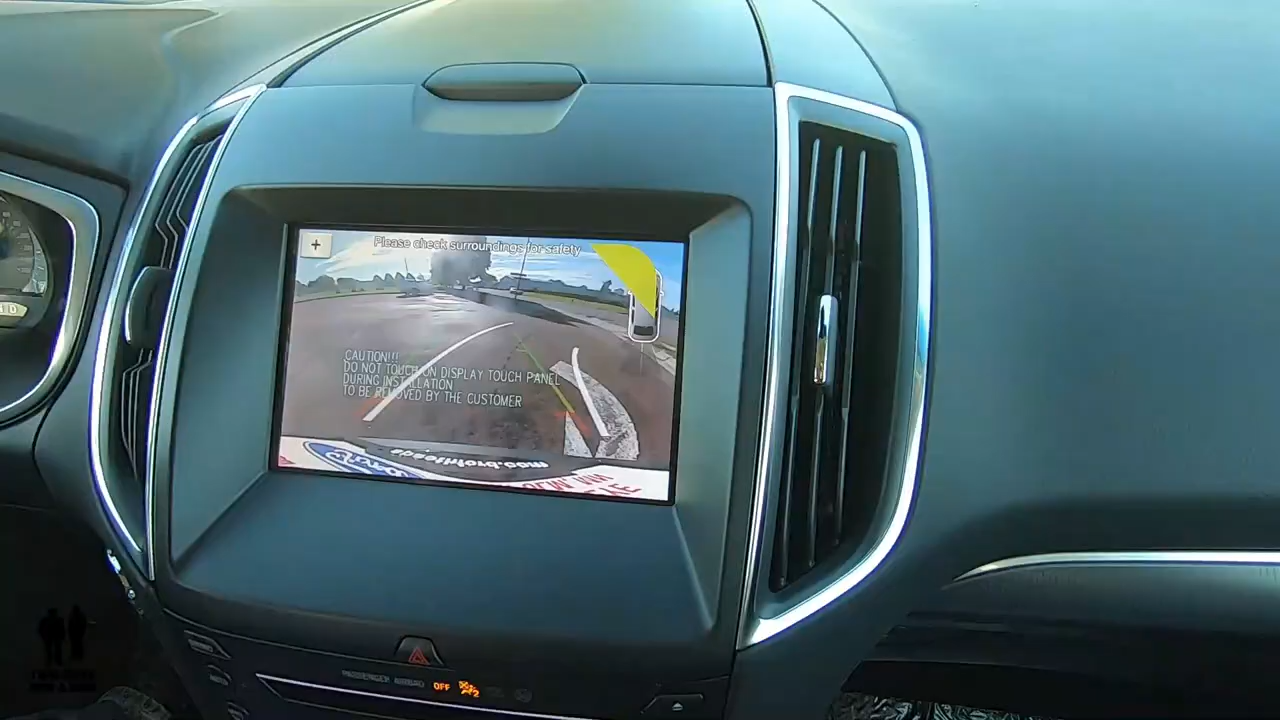 +
Please check surroundings for safety
CAUTION!!!
DO NOT TOUCH ON DISPLAY TOUCH PANEL
DURING INSTALLATION
TO BE REMOVED BY THE CUSTOMER
Ford
D
PASSENGER AIRBAG OFF